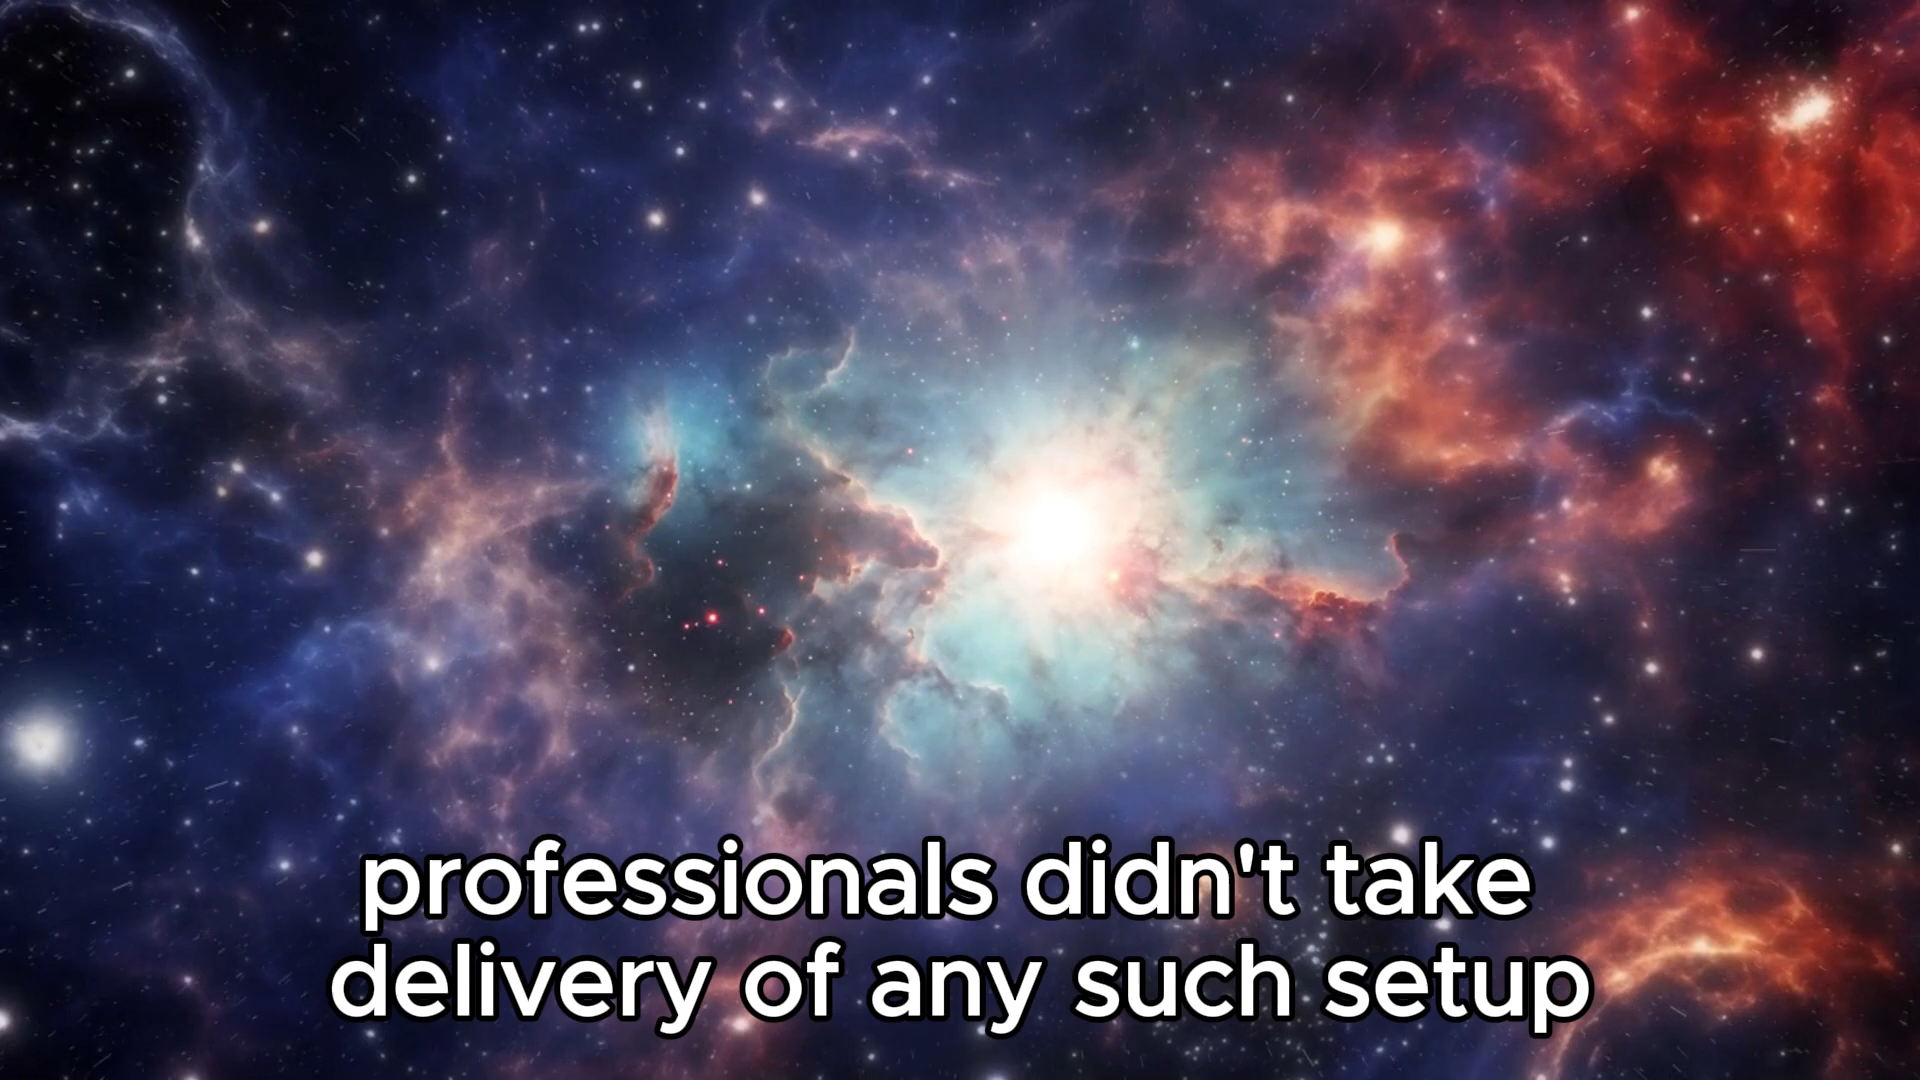 professionals didn't take
delivery of any such setup